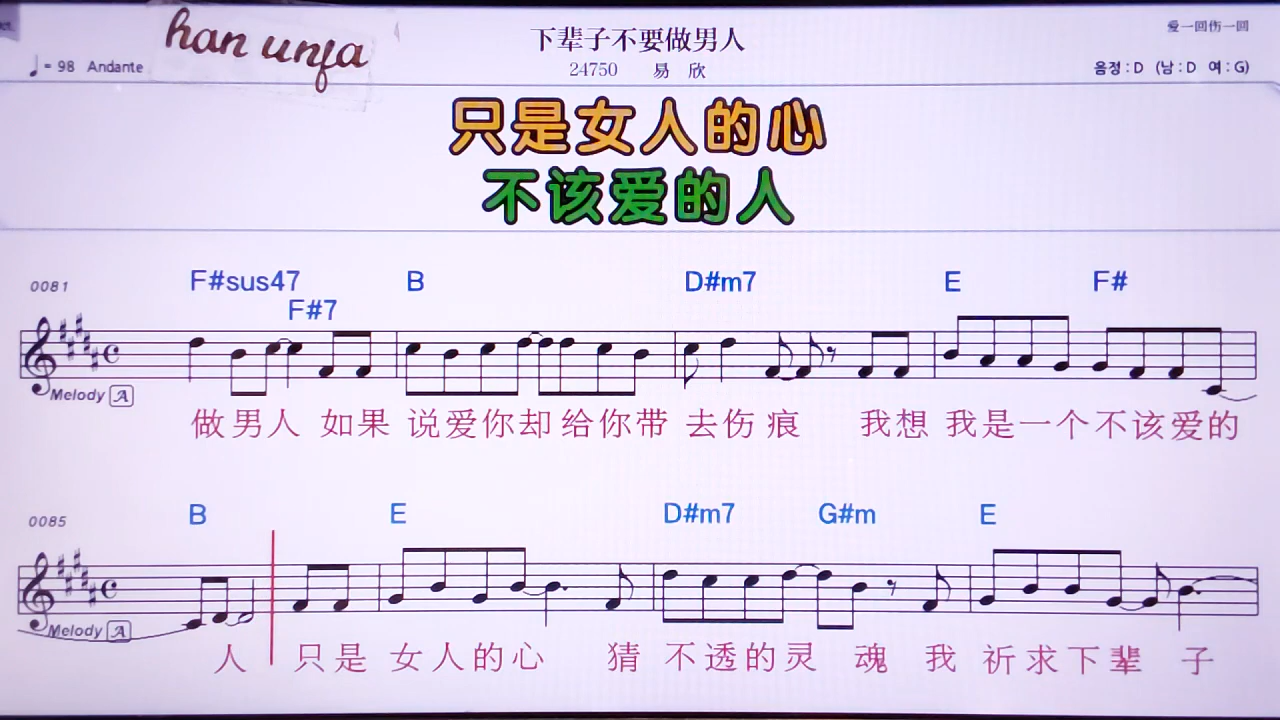 han unfa
下辈子不要做男人
爱一回伤一回
♩= 98 Andante
24750 易 欣
음정 : D (남 : D 여 : G)
只是女人的心
不该爱的人
0081
F#sus47 F#7 B D#m7 E F#
Melody A
做男人 如果 说爱你却给你带 去伤痕 我想 我是一个不该爱的
0085
B E D#m7 G#m E
Melody A
人 只是 女人的心 猜 不透的灵 魂 我 祈求下辈 子